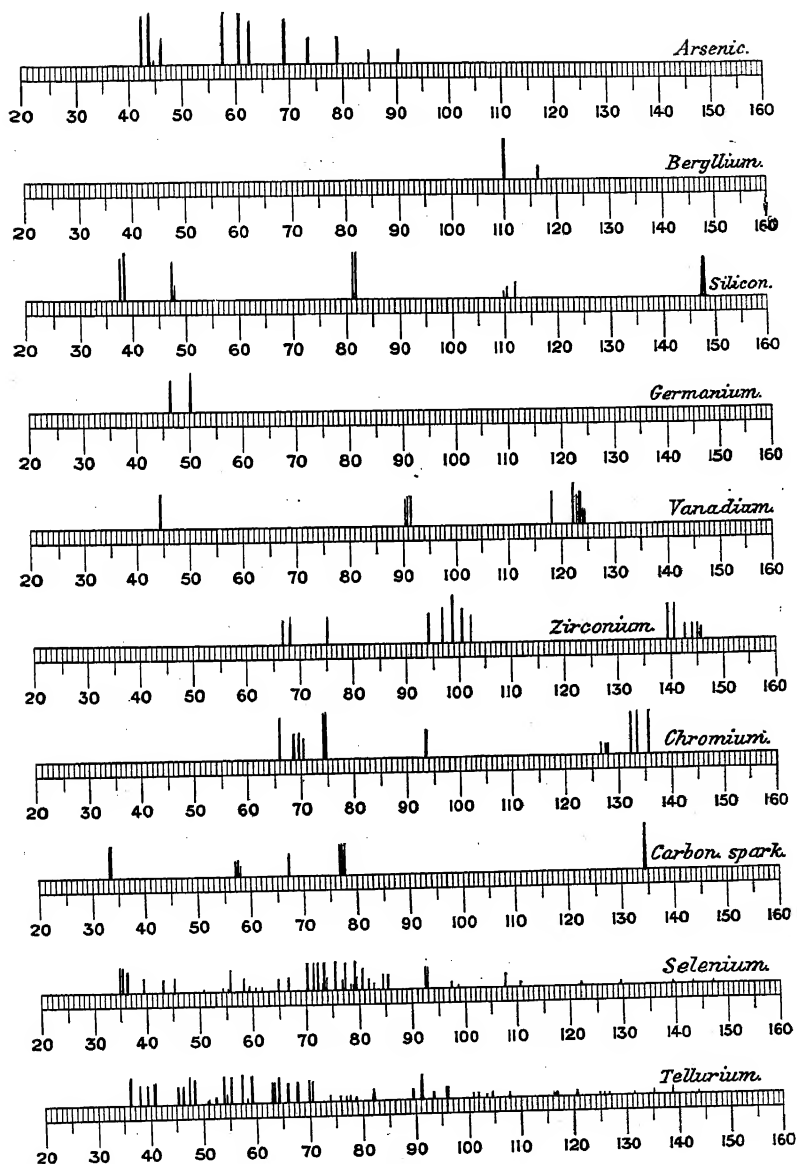 Arsenic.
20 30 40 50 60 70 80 90 100 110 120 130 140 150 160
Beryllium.
20 30 40 50 60 70 80 90 100 110 120 130 140 150 160
Silicon.
20 30 40 50 60 70 80 90 100 110 120 130 140 150 160
Germanium.
20 30 40 50 60 70 80 90 100 110 120 130 140 150 160
Vanadium.
20 30 40 50 60 70 80 90 100 110 120 130 140 150 160
Zirconium.
20 30 40 50 60 70 80 90 100 110 120 130 140 150 160
Chromium.
20 30 40 50 60 70 80 90 100 110 120 130 140 150 160
Carbon. spark.
20 30 40 50 60 70 80 90 100 110 120 130 140 150 160
Selenium.
20 30 40 50 60 70 80 90 100 110 120 130 140 150 160
Tellurium.
20 30 40 50 60 70 80 90 100 110 120 130 140 150 160